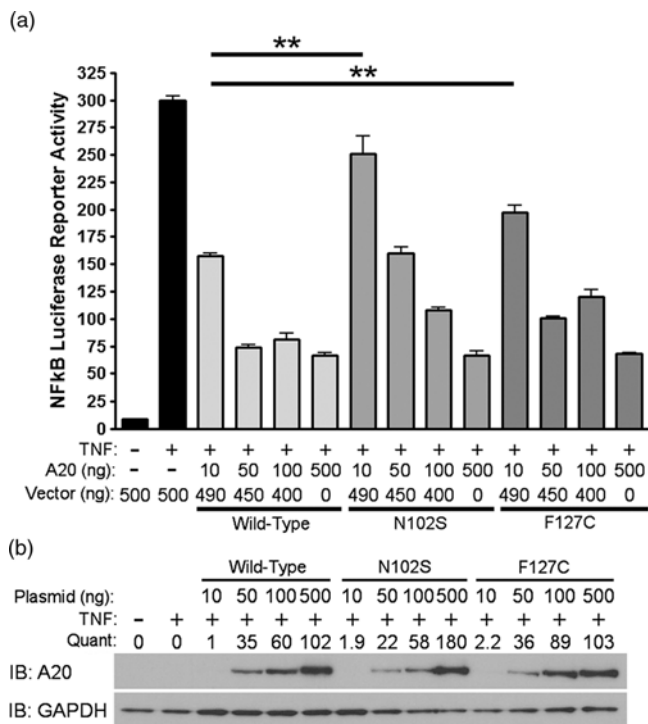 (a)
**
**
NFkB Luciferase Reporter Activity
325
300
275
250
225
200
175
150
125
100
75
50
25
0
TNF: – + + + + + + + + + + + + +
A20 (ng): – – 10 50 100 500 10 50 100 500 10 50 100 500
Vector (ng): 500 500 490 450 400 0 490 450 400 0 490 450 400 0
Wild-Type N102S F127C
(b)
Wild-Type N102S F127C
Plasmid (ng): 10 50 100 500 10 50 100 500 10 50 100 500
TNF: – + + + + + + + + + + + + +
Quant: 0 0 1 35 60 102 1.9 22 58 180 2.2 36 89 103
IB: A20
IB: GAPDH